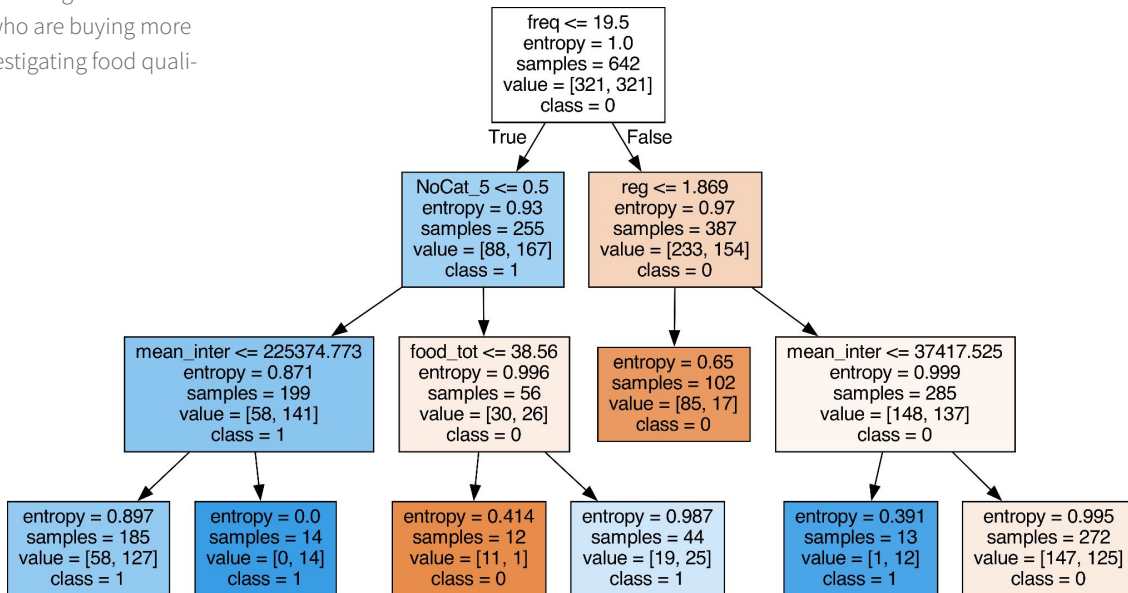 who are buying more
estigating food quali-
freq <= 19.5
entropy = 1.0
samples = 642
value = [321, 321]
class = 0
True
False
NoCat_5 <= 0.5
entropy = 0.93
samples = 255
value = [88, 167]
class = 1
reg <= 1.869
entropy = 0.97
samples = 387
value = [233, 154]
class = 0
mean_inter <= 225374.773
entropy = 0.871
samples = 199
value = [58, 141]
class = 1
food_tot <= 38.56
entropy = 0.996
samples = 56
value = [30, 26]
class = 0
entropy = 0.65
samples = 102
value = [85, 17]
class = 0
mean_inter <= 37417.525
entropy = 0.999
samples = 285
value = [148, 137]
class = 0
entropy = 0.897
samples = 185
value = [58, 127]
class = 1
entropy = 0.0
samples = 14
value = [0, 14]
class = 1
entropy = 0.414
samples = 12
value = [11, 1]
class = 0
entropy = 0.987
samples = 44
value = [19, 25]
class = 1
entropy = 0.391
samples = 13
value = [1, 12]
class = 1
entropy = 0.995
samples = 272
value = [147, 125]
class = 0